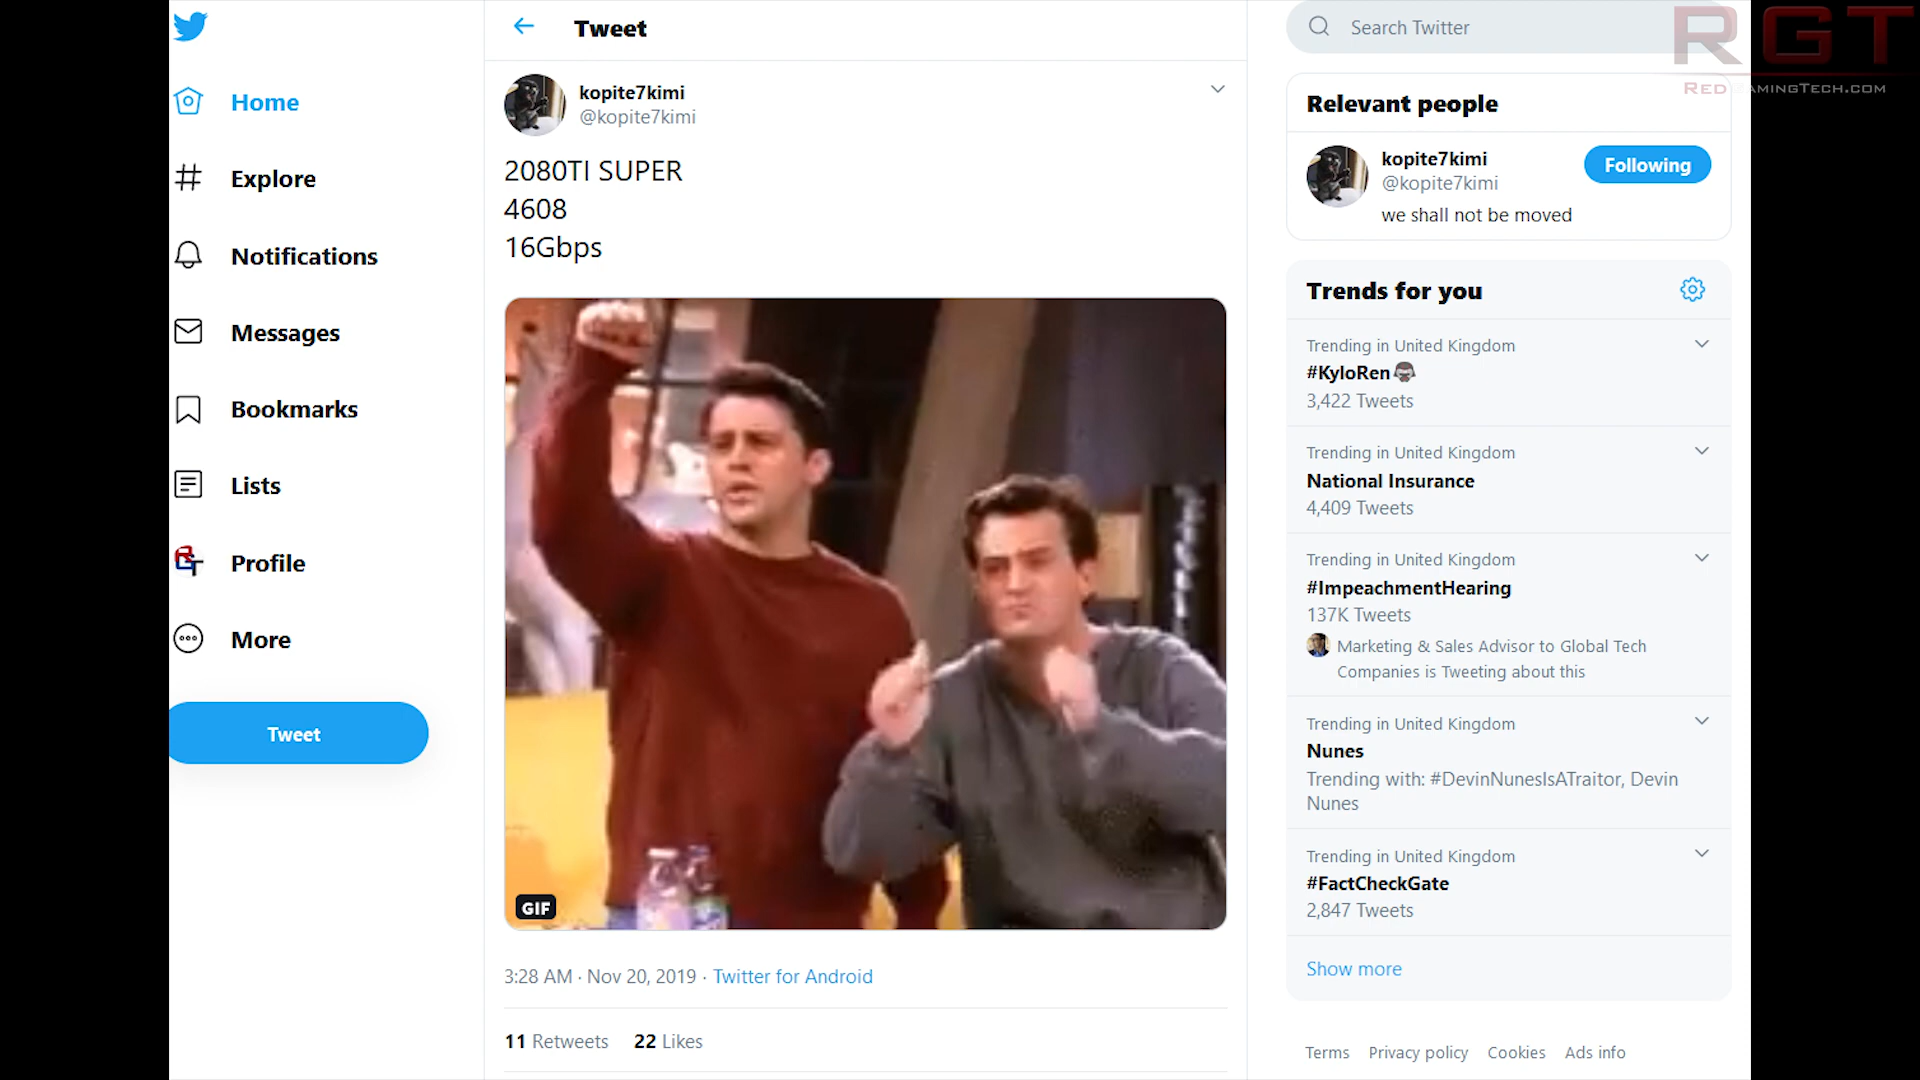 Home
Explore
Notifications
Messages
Bookmarks
Lists
Profile
More
Tweet
Tweet
kopite7kimi
@kopite7kimi
2080TI SUPER
4608
16Gbps
GIF
3:28 AM · Nov 20, 2019 · Twitter for Android
11 Retweets 22 Likes
Search Twitter
RGT
REDGAMINGTECH.COM
Relevant people
kopite7kimi
@kopite7kimi
Following
we shall not be moved
Trends for you
Trending in United Kingdom
#KyloRen
3,422 Tweets
Trending in United Kingdom
National Insurance
4,409 Tweets
Trending in United Kingdom
#ImpeachmentHearing
137K Tweets
Marketing & Sales Advisor to Global Tech
Companies is Tweeting about this
Trending in United Kingdom
Nunes
Trending with: #DevinNunesIsATraitor, Devin
Nunes
Trending in United Kingdom
#FactCheckGate
2,847 Tweets
Show more
Terms Privacy policy Cookies Ads info